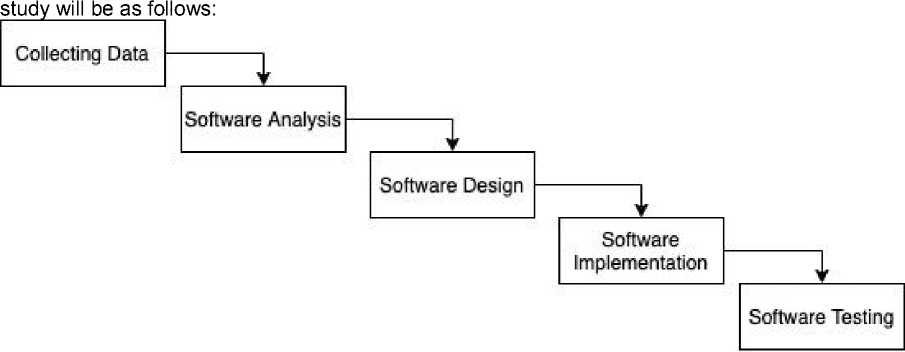 study will be as follows:
Collecting Data
Software Analysis
Software Design
Software
Implementation
Software Testing